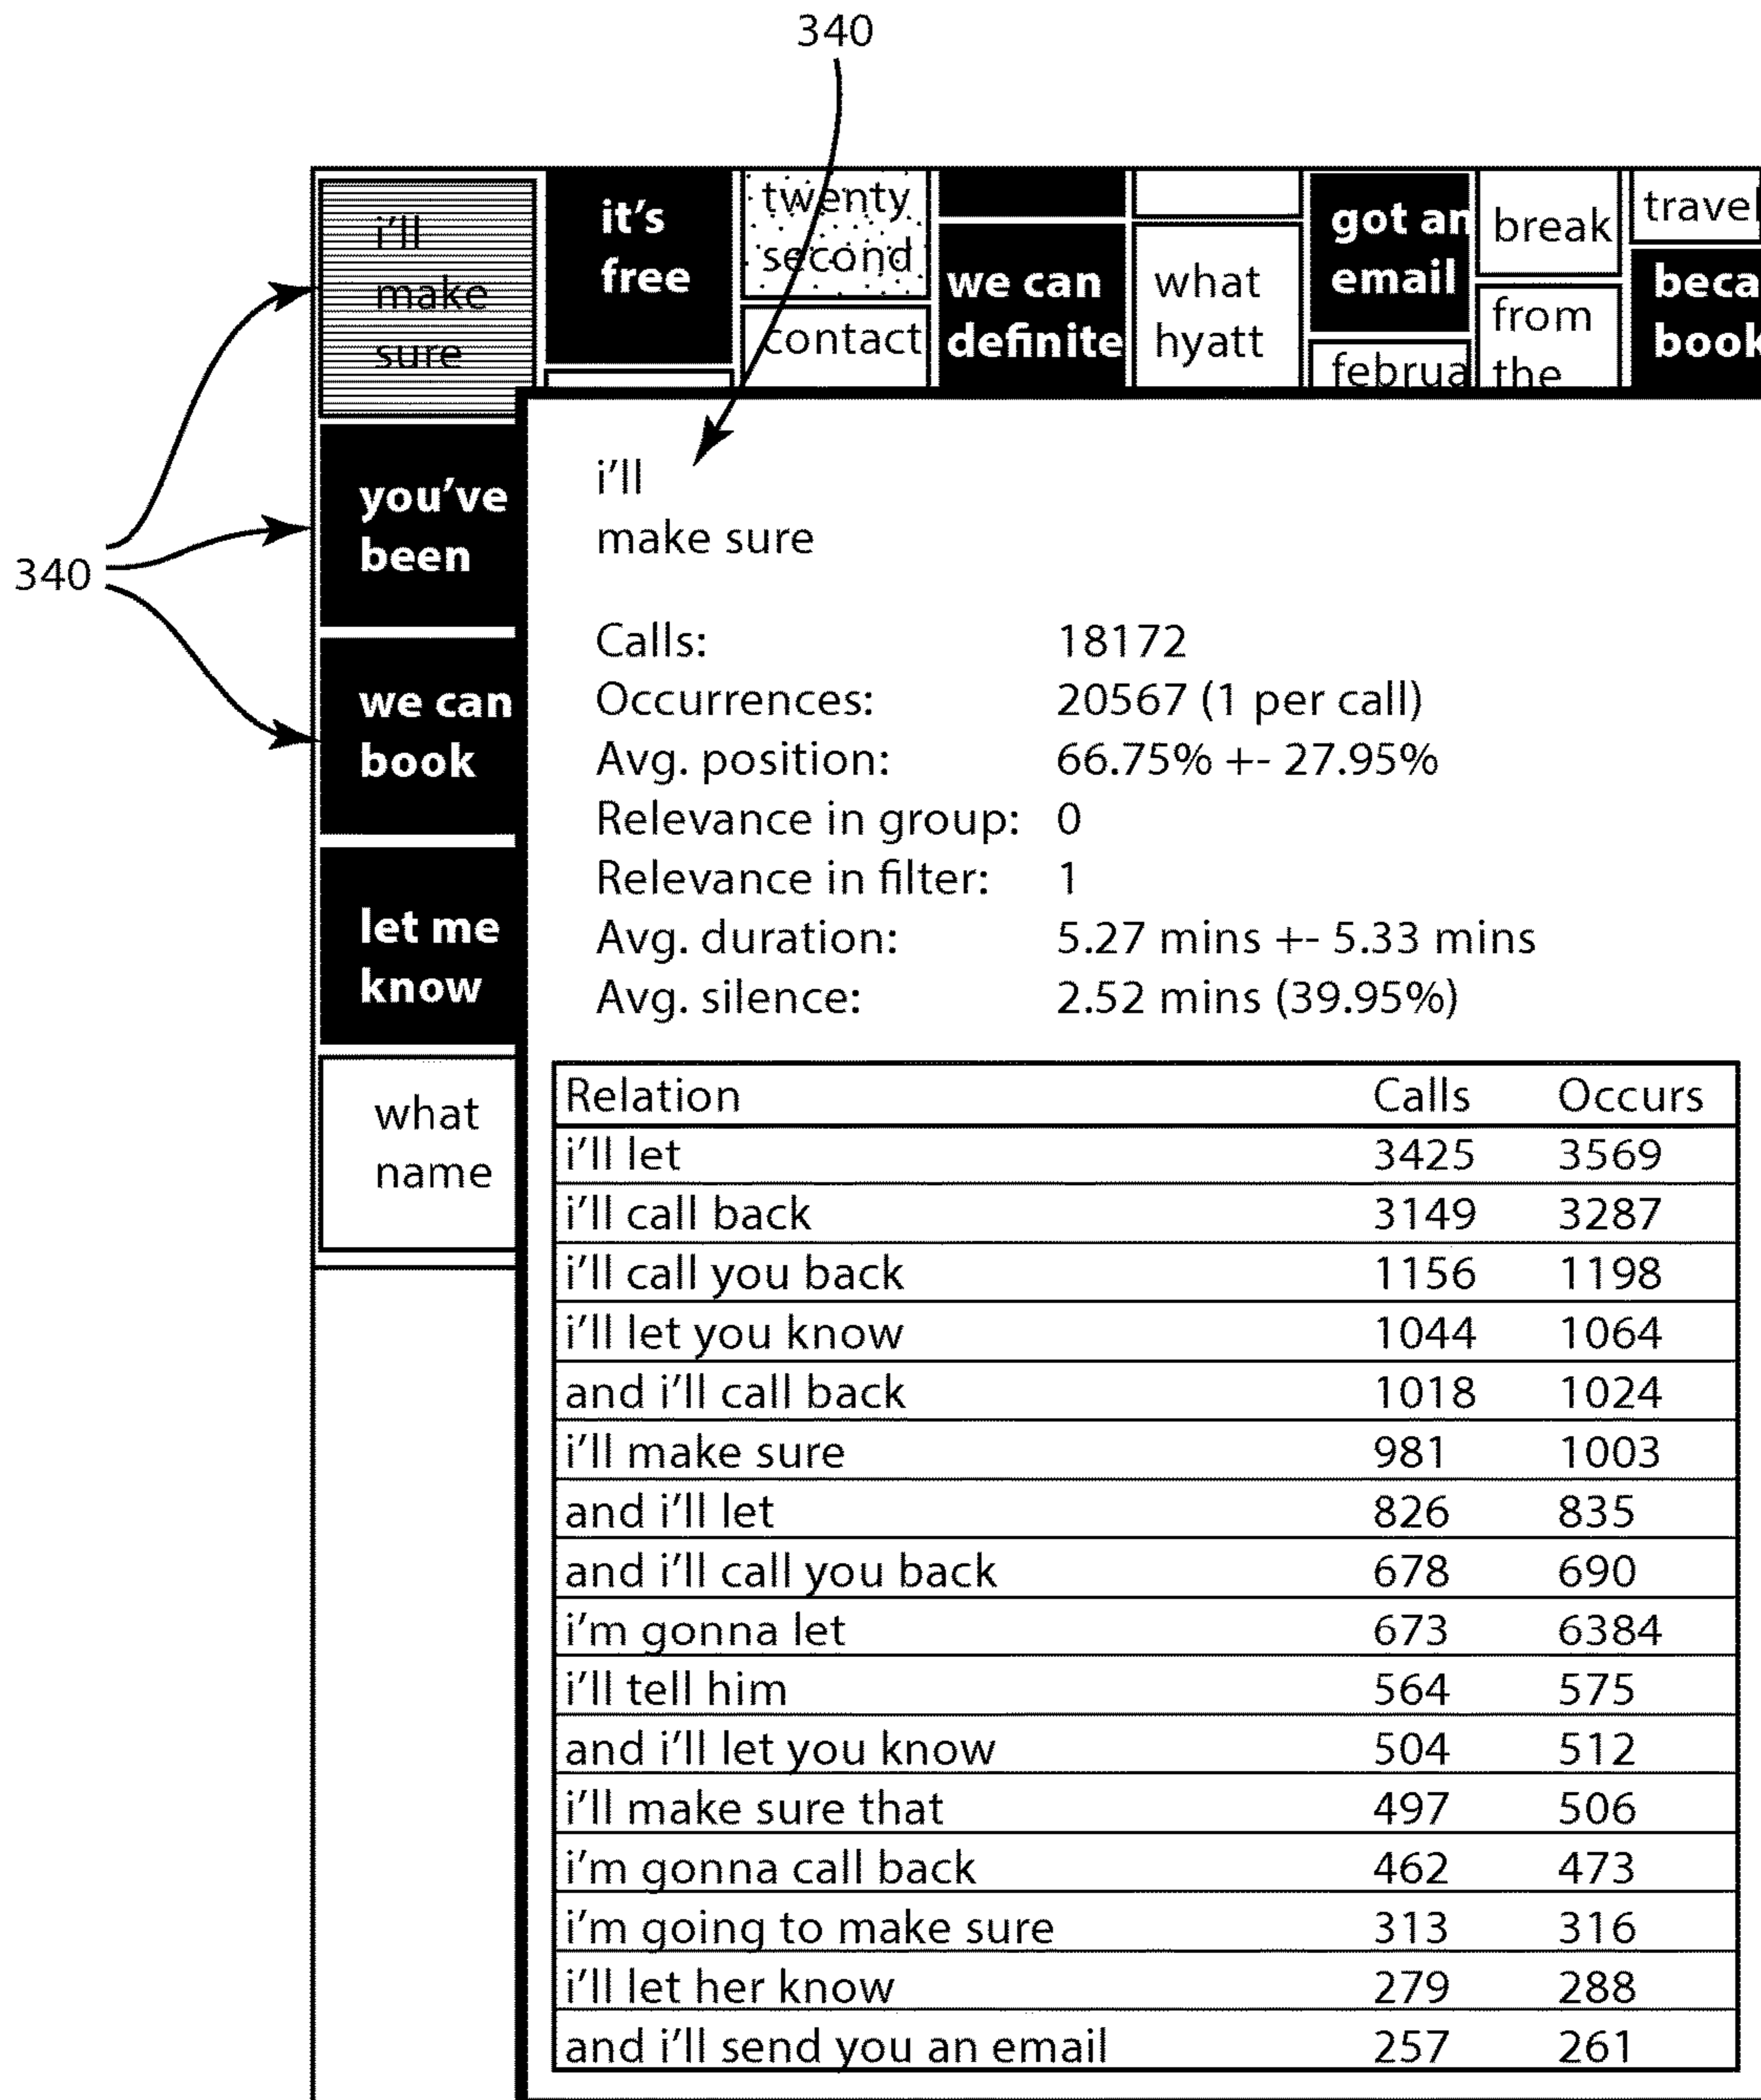 340
i'll
make
sure
it's
free
twenty
second
contact
we can
definite
what
hyatt
got an
email
februa
break
from
the
travel
beca
book
340
you've
been
we can
book
let me
know
what
name
i'll
make sure
Calls: 18172
Occurrences: 20567 (1 per call)
Avg. position: 66.75% +- 27.95%
Relevance in group: 0
Relevance in filter: 1
Avg. duration: 5.27 mins +- 5.33 mins
Avg. silence: 2.52 mins (39.95%)
Relation Calls Occurs
i'll let 3425 3569
i'll call back 3149 3287
i'll call you back 1156 1198
i'll let you know 1044 1064
and i'll call back 1018 1024
i'll make sure 981 1003
and i'll let 826 835
and i'll call you back 678 690
i'm gonna let 673 6384
i'll tell him 564 575
and i'll let you know 504 512
i'll make sure that 497 506
i'm gonna call back 462 473
i'm going to make sure 313 316
i'll let her know 279 288
and i'll send you an email 257 261